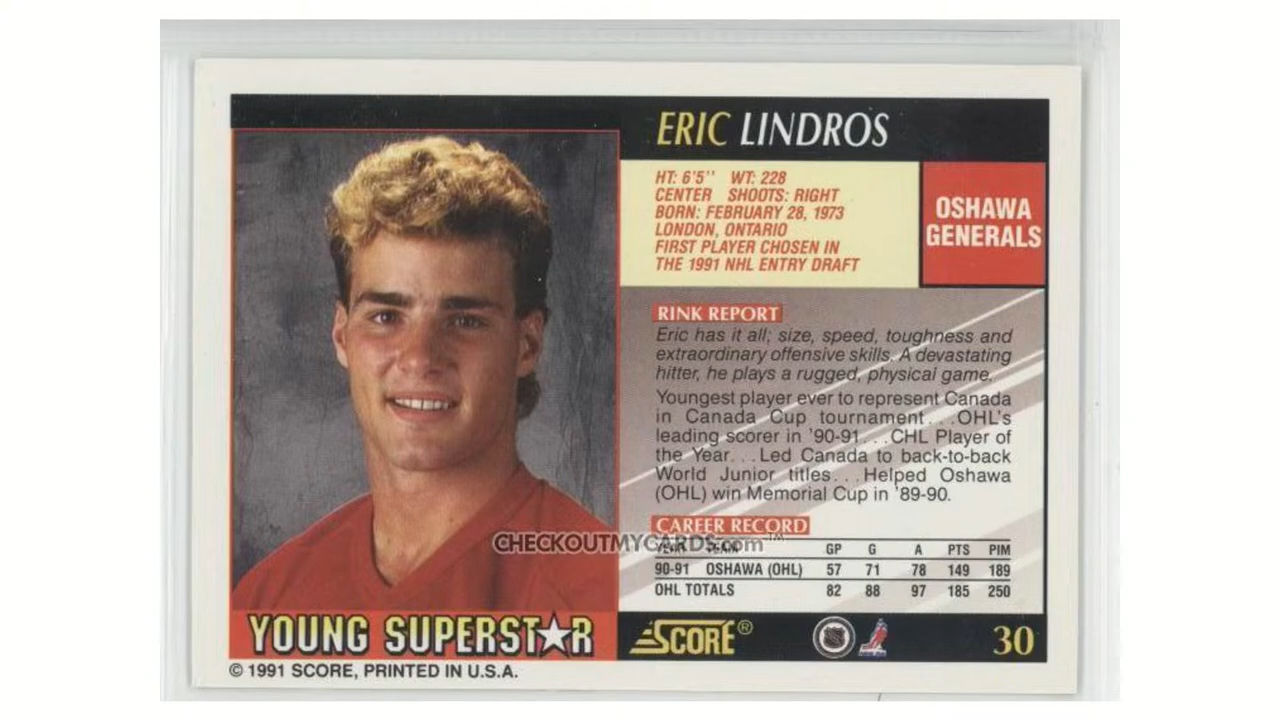 ERIC LINDROS
HT: 6'5'' WT: 228
CENTER SHOOTS: RIGHT
BORN: FEBRUARY 28, 1973
LONDON, ONTARIO
FIRST PLAYER CHOSEN IN
THE 1991 NHL ENTRY DRAFT
OSHAWA
GENERALS
RINK REPORT
Eric has it all; size, speed, toughness and
extraordinary offensive skills. A devastating
hitter, he plays a rugged, physical game.
Youngest player ever to represent Canada
in Canada Cup tournament...OHL's
leading scorer in '90-91...CHL Player of
the Year...Led Canada to back-to-back
World Junior titles...Helped Oshawa
(OHL) win Memorial Cup in '89-90.
CAREER RECORD
CHECKOUTMYCARDS.com™
YEAR TEAM GP G A PTS PIM
90-91 OSHAWA (OHL) 57 71 78 149 189
OHL TOTALS 82 88 97 185 250
YOUNG SUPERST★R
SCORE®
30
© 1991 SCORE, PRINTED IN U.S.A.